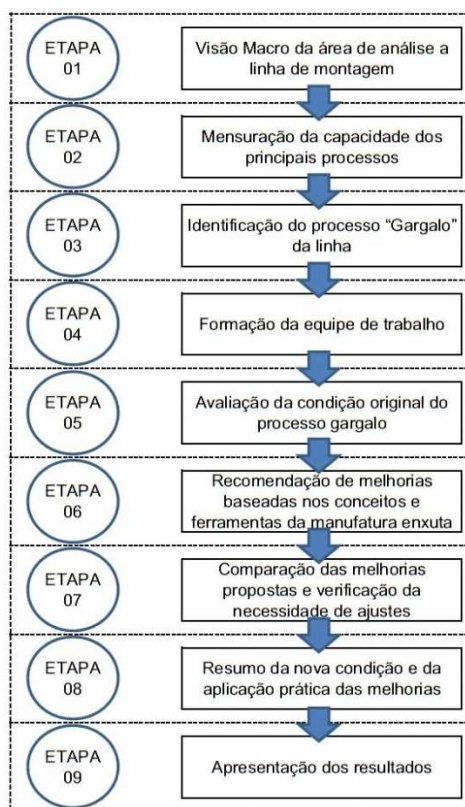 ETAPA
01
Visão Macro da área de análise a
linha de montagem
ETAPA
02
Mensuração da capacidade dos
principais processos
ETAPA
03
Identificação do processo “Gargalo”
da linha
ETAPA
04
Formação da equipe de trabalho
ETAPA
05
Avaliação da condição original do
processo gargalo
ETAPA
06
Recomendação de melhorias
baseadas nos conceitos e
ferramentas da manufatura enxuta
ETAPA
07
Comparação das melhorias
propostas e verificação da
necessidade de ajustes
ETAPA
08
Resumo da nova condição e da
aplicação prática das melhorias
ETAPA
09
Apresentação dos resultados